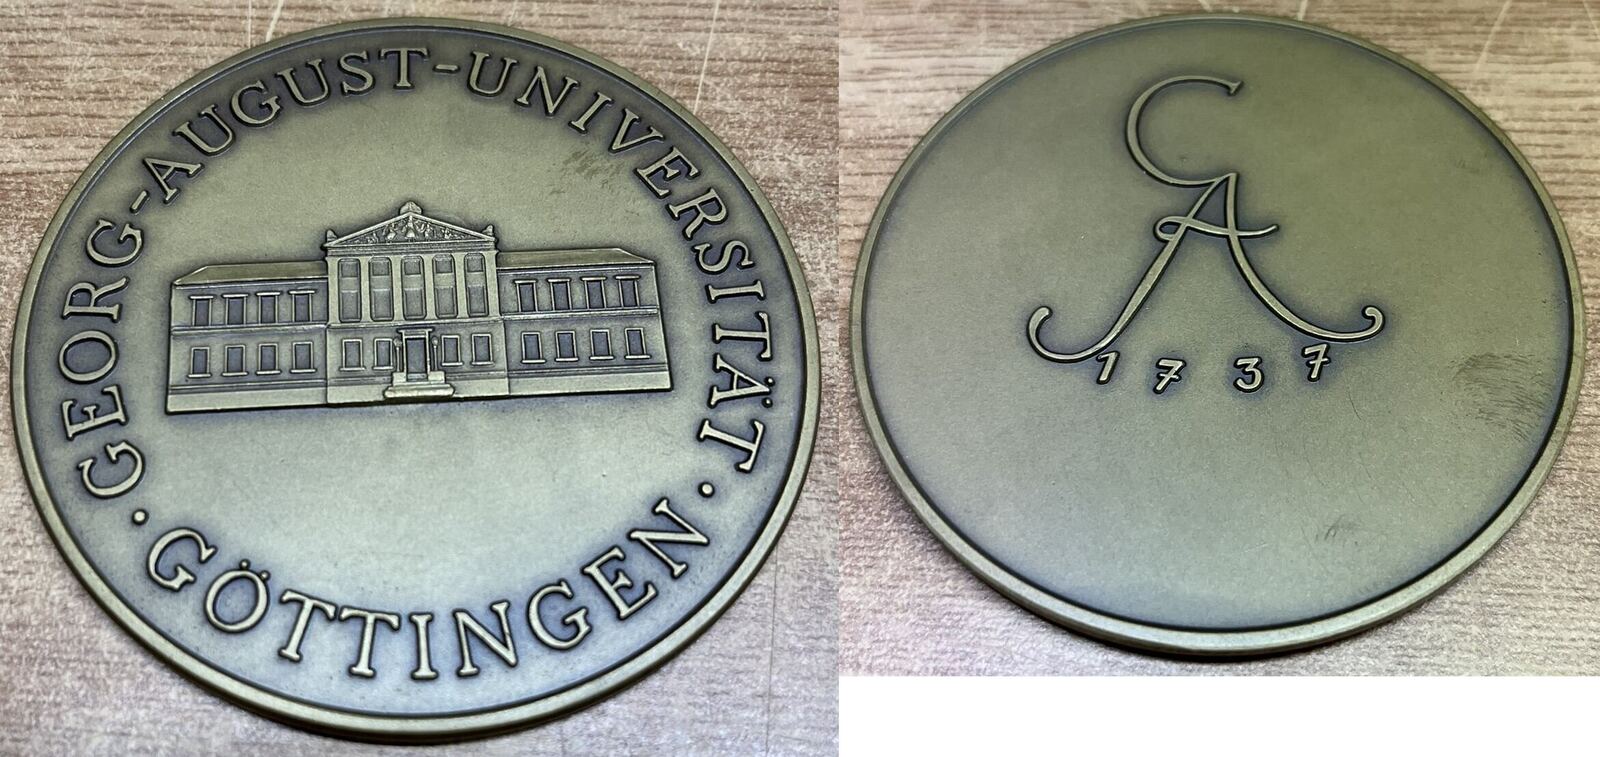 GEORG-AUGUST-UNIVERSITÄT
· GÖTTINGEN ·
GA
1737